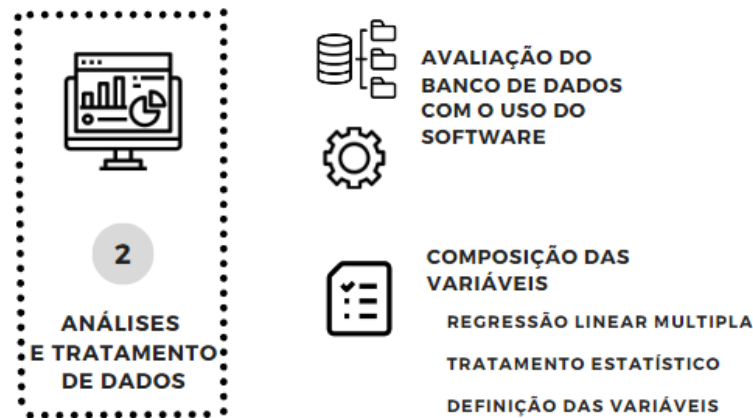 2
ANÁLISES
E TRATAMENTO
DE DADOS
AVALIAÇÃO DO
BANCO DE DADOS
COM O USO DO
SOFTWARE
COMPOSIÇÃO DAS
VARIÁVEIS
REGRESSÃO LINEAR MULTIPLA
TRATAMENTO ESTATÍSTICO
DEFINIÇÃO DAS VARIÁVEIS